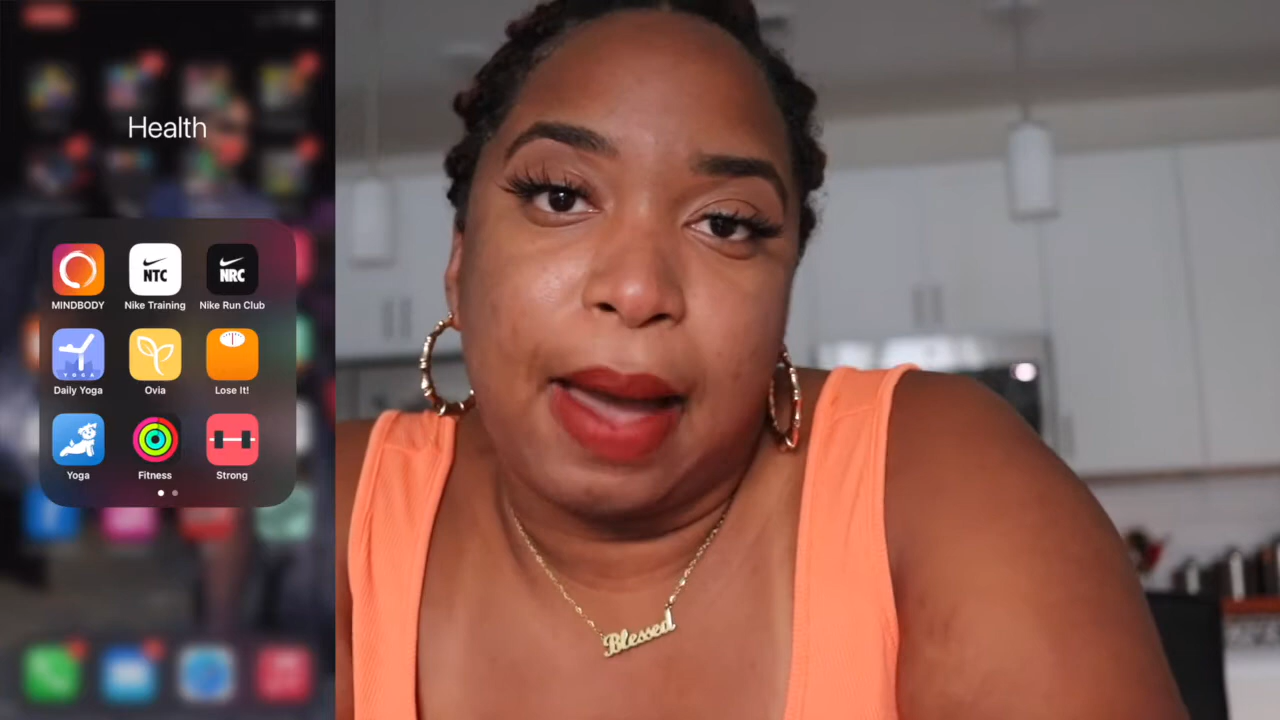 Health
NTC
NRC
MINDBODY Nike Training Nike Run Club
YOGA
Daily Yoga Ovia Lose It!
Yoga Fitness Strong
Blessed